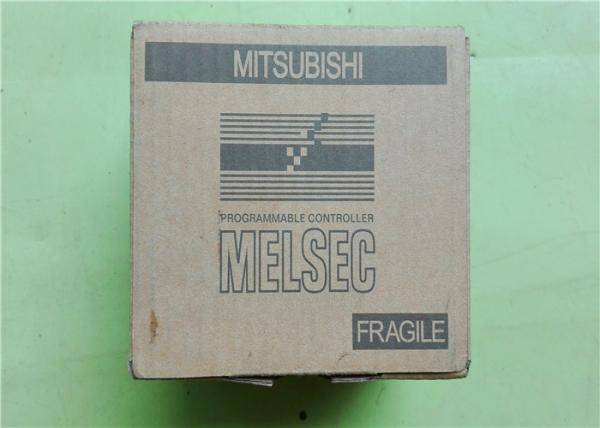 MITSUBISHI
PROGRAMMABLE CONTROLLER
MELSEC
FRAGILE